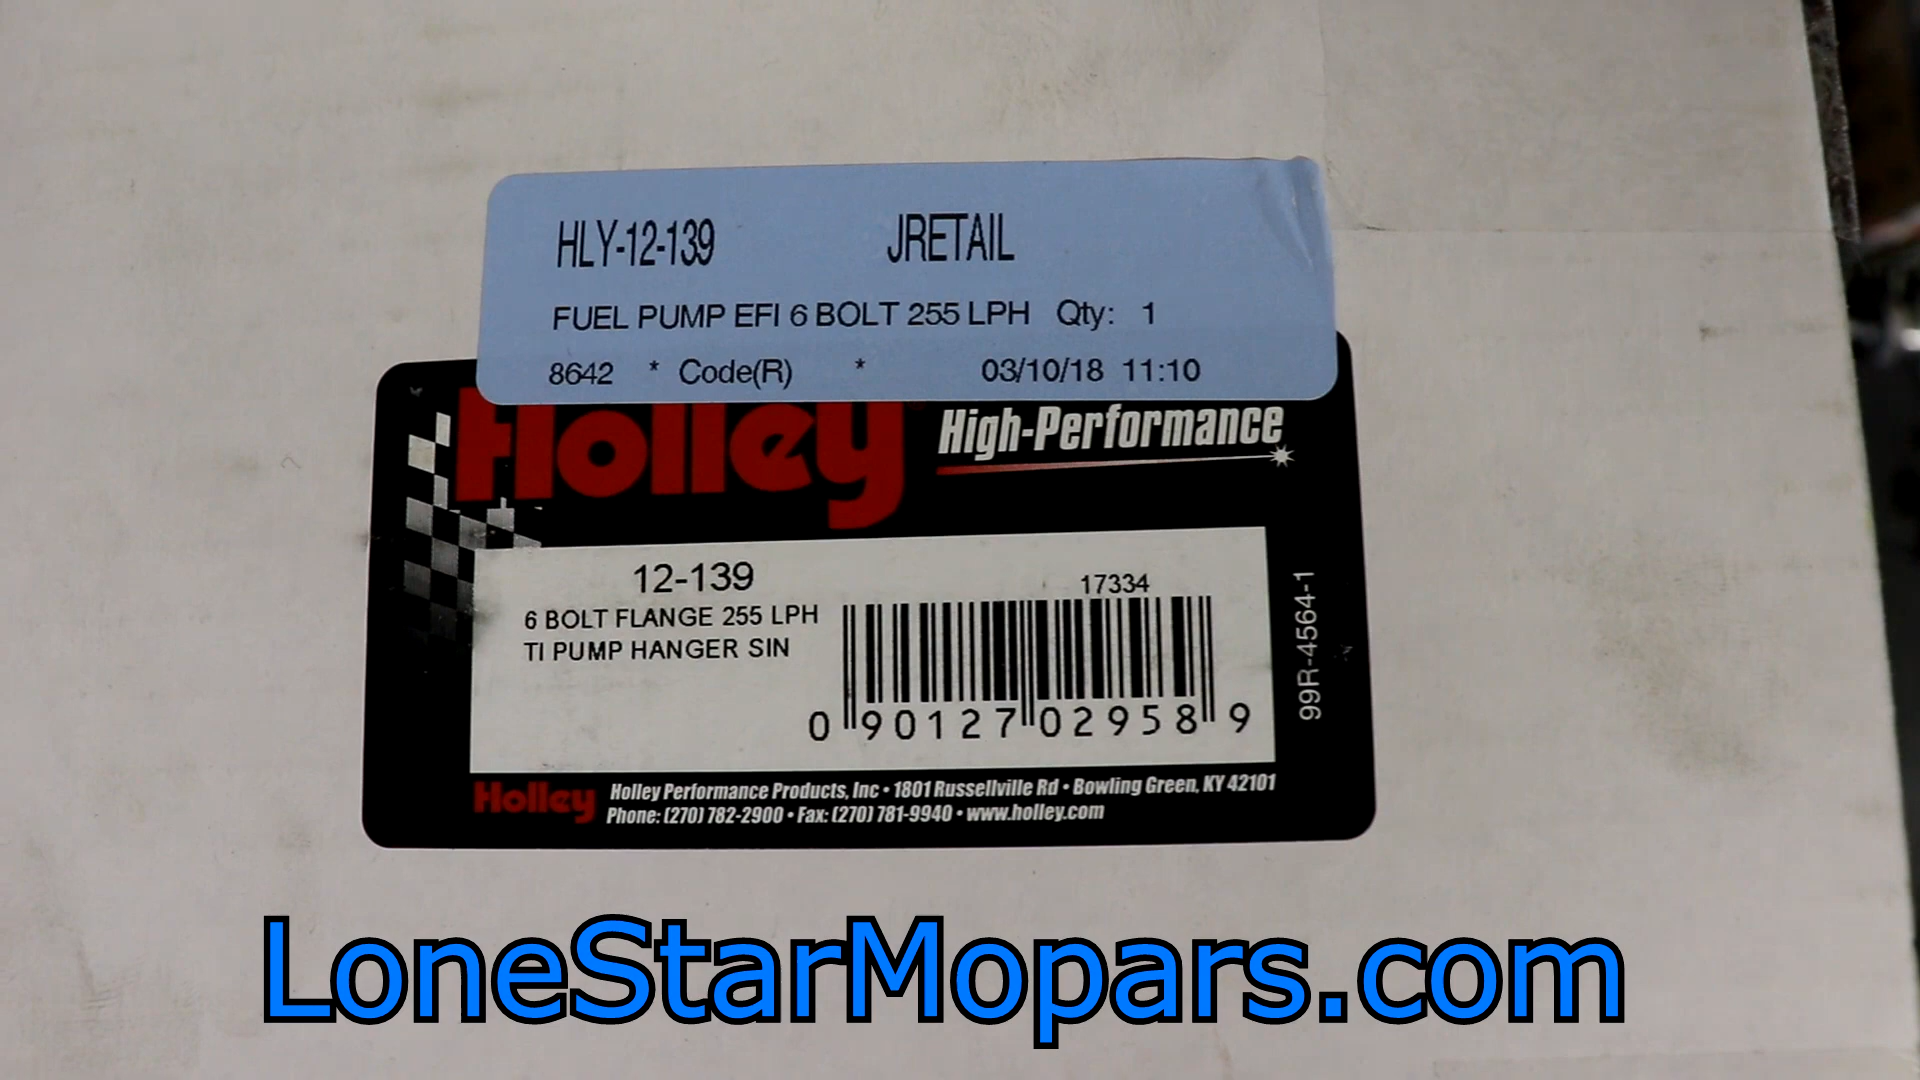 HLY-12-139 JRETAIL
FUEL PUMP EFI 6 BOLT 255 LPH Qty: 1
8642 * Code(R) * 03/10/18 11:10
Holley High-Performance
12-139
6 BOLT FLANGE 255 LPH
TI PUMP HANGER SIN
17334
0 90127 02958 9
99R-4564-1
Holley Holley Performance Products, Inc • 1801 Russellville Rd • Bowling Green, KY 42101
Phone: (270) 782-2900 • Fax: (270) 781-9940 • www.holley.com
LoneStarMopars.com